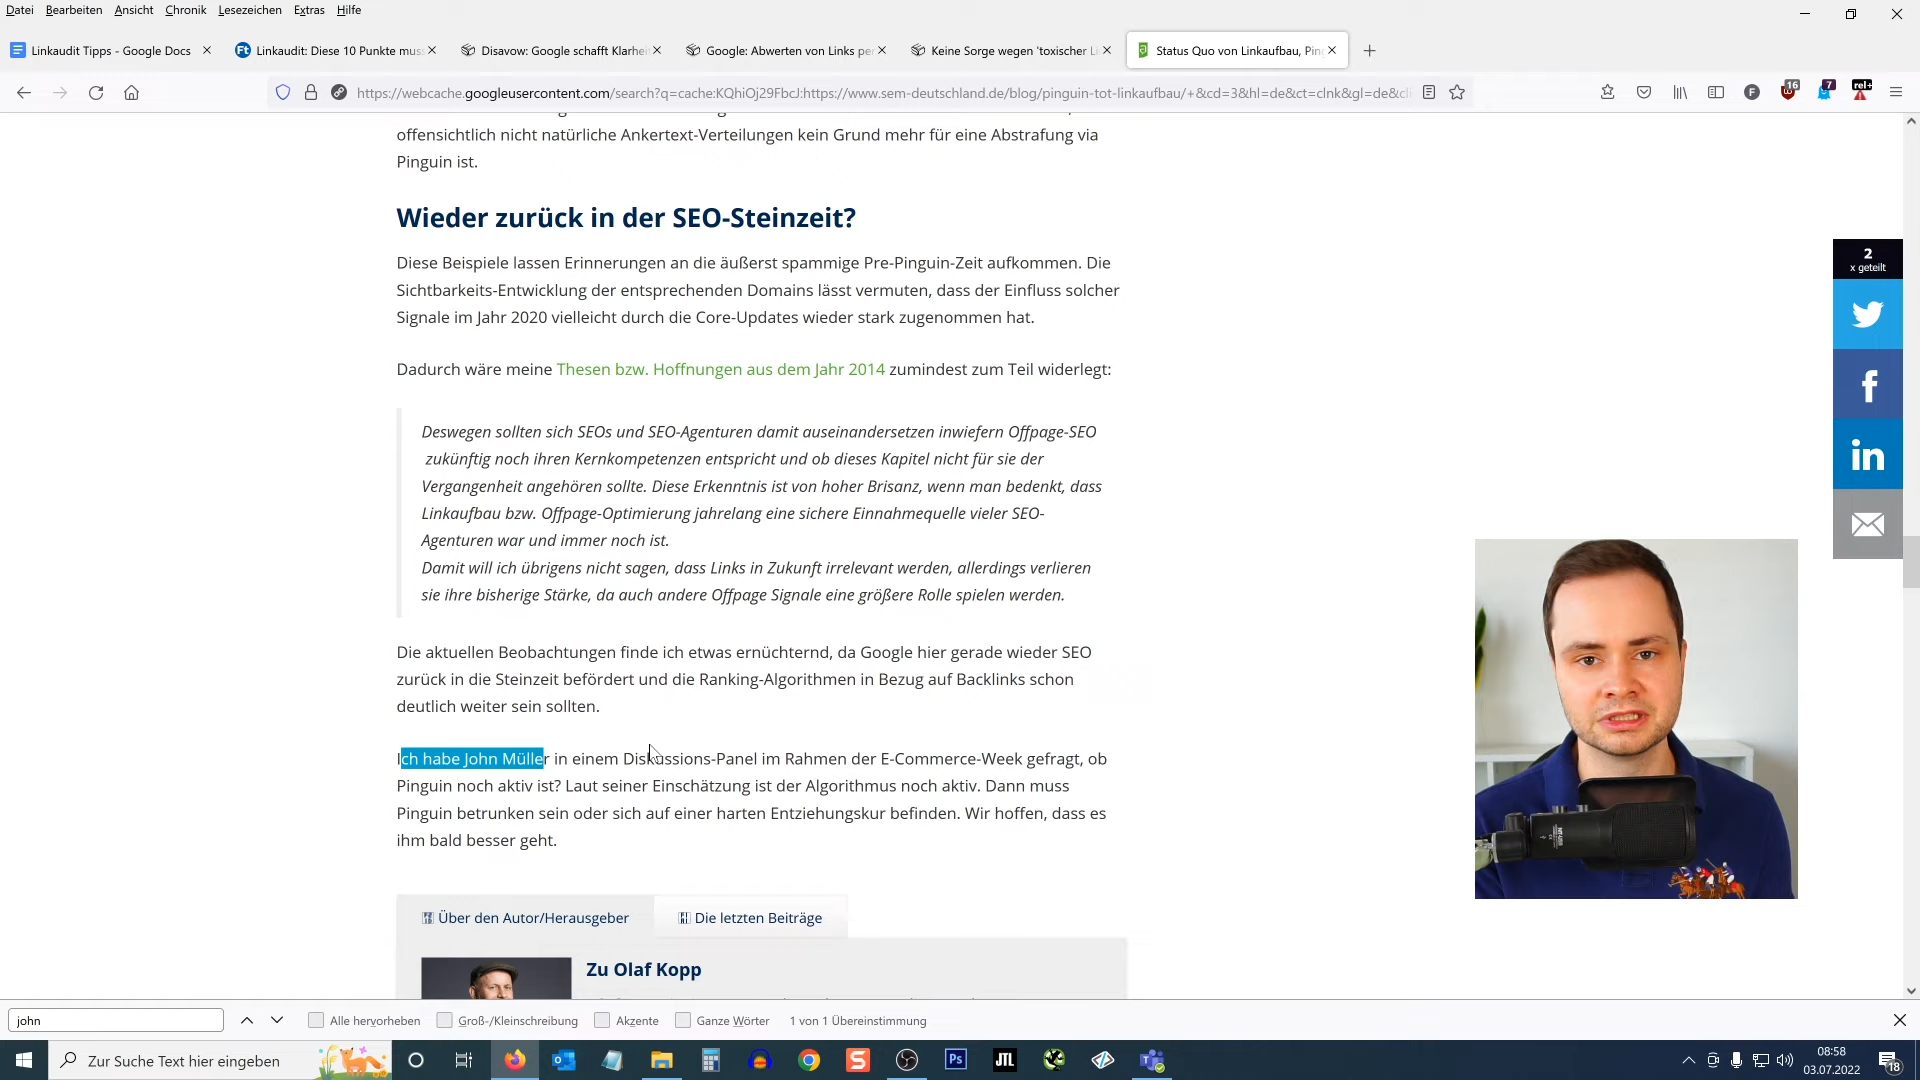 Datei Bearbeiten Ansicht Chronik Lesezeichen Extras Hilfe
Linkaudit Tipps - Google Docs
Linkaudit: Diese 10 Punkte mus
Disavow: Google schafft Klarhei
Google: Abwerten von Links pe
Keine Sorge wegen 'toxischer Li
Status Quo von Linkaufbau, Ping
https://webcache.googleusercontent.com/search?q=cache:KQhiOj29FbcJ:https://www.sem-deutschland.de/blog/pinguin-tot-linkaufbau/+&cd=3&hl=de&ct=clnk&gl=de&cli
16
7
rel+
offensichtlich nicht natürliche Ankertext-Verteilungen kein Grund mehr für eine Abstrafung via
Pinguin ist.
Wieder zurück in der SEO-Steinzeit?
Diese Beispiele lassen Erinnerungen an die äußerst spammige Pre-Pinguin-Zeit aufkommen. Die
Sichtbarkeits-Entwicklung der entsprechenden Domains lässt vermuten, dass der Einfluss solcher
Signale im Jahr 2020 vielleicht durch die Core-Updates wieder stark zugenommen hat.
Dadurch wäre meine Thesen bzw. Hoffnungen aus dem Jahr 2014 zumindest zum Teil widerlegt:
Deswegen sollten sich SEOs und SEO-Agenturen damit auseinandersetzen inwiefern Offpage-SEO
zukünftig noch ihren Kernkompetenzen entspricht und ob dieses Kapitel nicht für sie der
Vergangenheit angehören sollte. Diese Erkenntnis ist von hoher Brisanz, wenn man bedenkt, dass
Linkaufbau bzw. Offpage-Optimierung jahrelang eine sichere Einnahmequelle vieler SEO-
Agenturen war und immer noch ist.
Damit will ich übrigens nicht sagen, dass Links in Zukunft irrelevant werden, allerdings verlieren
sie ihre bisherige Stärke, da auch andere Offpage Signale eine größere Rolle spielen werden.
Die aktuellen Beobachtungen finde ich etwas ernüchternd, da Google hier gerade wieder SEO
zurück in die Steinzeit befördert und die Ranking-Algorithmen in Bezug auf Backlinks schon
deutlich weiter sein sollten.
Ich habe John Müller in einem Diskussions-Panel im Rahmen der E-Commerce-Week gefragt, ob
Pinguin noch aktiv ist? Laut seiner Einschätzung ist der Algorithmus noch aktiv. Dann muss
Pinguin betrunken sein oder sich auf einer harten Entziehungskur befinden. Wir hoffen, dass es
ihm bald besser geht.
Über den Autor/Herausgeber
Die letzten Beiträge
Zu Olaf Kopp
2
x geteilt
in
john
Alle hervorheben
Groß-/Kleinschreibung
Akzente
Ganze Wörter
1 von 1 Übereinstimmung
Zur Suche Text hier eingeben
Ps
JTL
08:58
03.07.2022
18